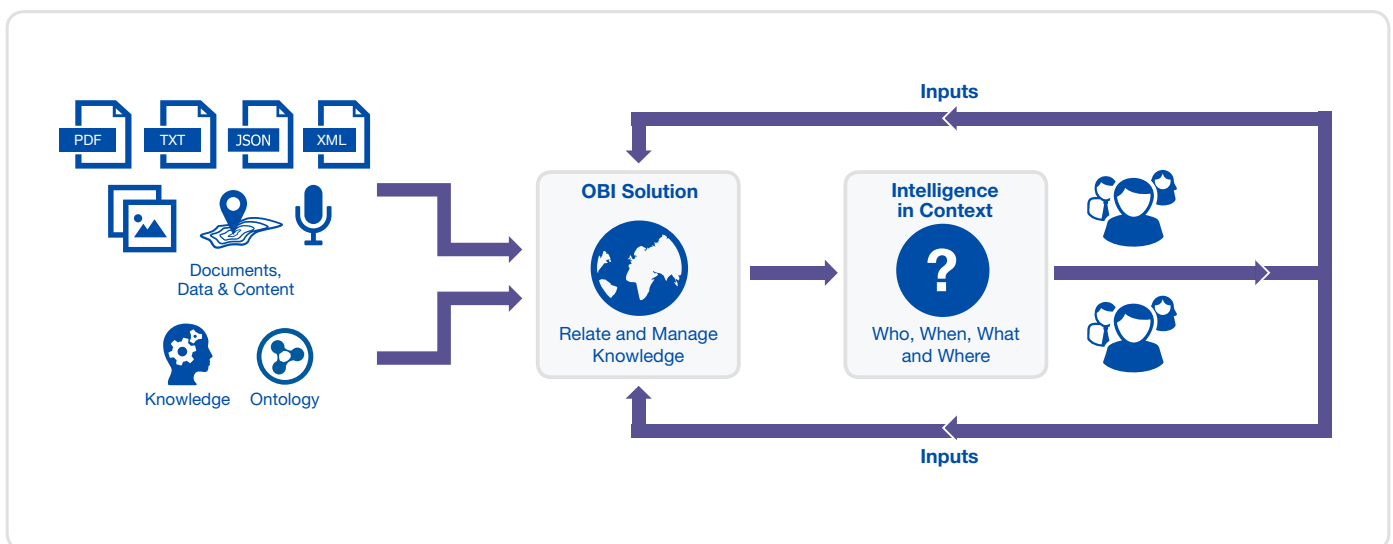 Inputs
PDF
TXT
JSON
XML
Documents,
Data & Content
Knowledge
Ontology
OBI Solution
Relate and Manage
Knowledge
Intelligence
in Context
?
Who, When, What
and Where
Inputs